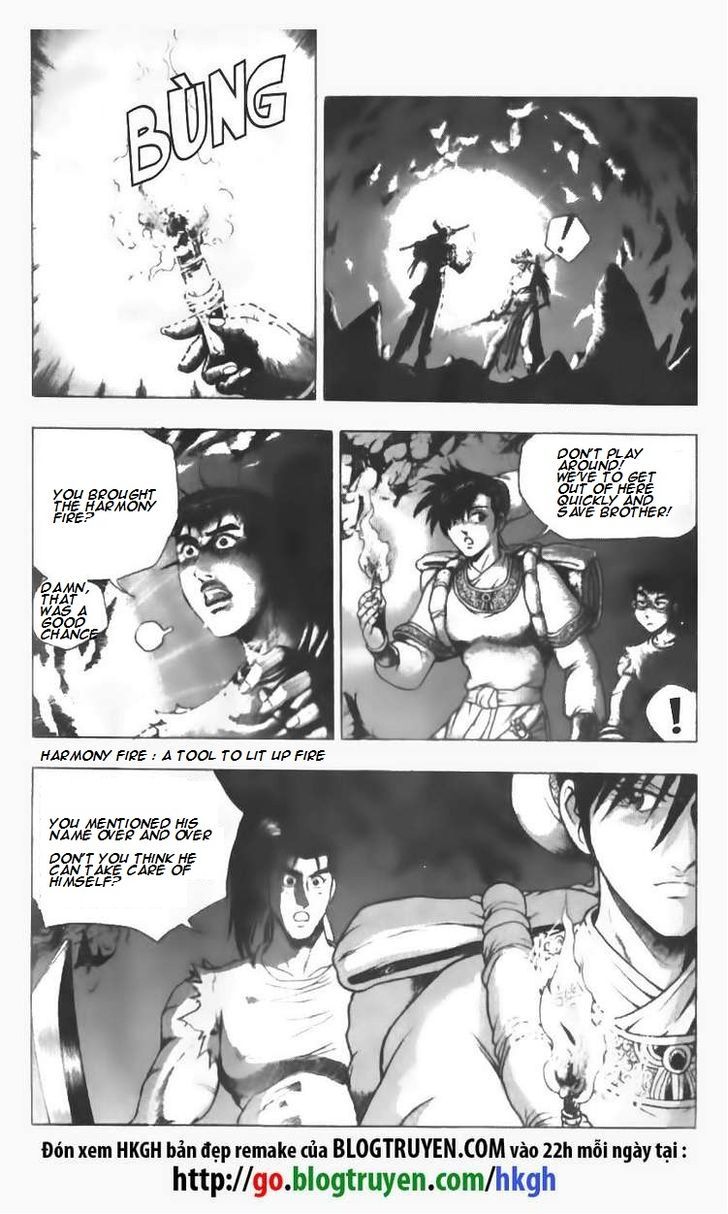 BÙNG
!
YOU BROUGHT
THE HARMONY
FIRE?
DAMN,
THAT
WAS A
GOOD
CHANCE
DON'T PLAY
AROUND!
WE'VE TO GET
OUT OF HERE
QUICKLY AND
SAVE BROTHER!
!
HARMONY FIRE : A TOOL TO LIT UP FIRE
YOU MENTIONED HIS
NAME OVER AND OVER
DON'T YOU THINK HE
CAN TAKE CARE OF
HIMSELF?
Đón xem HKGH bản đẹp remake của BLOGTRUYEN.COM vào 22h mỗi ngày tại :
http://go.blogtruyen.com/hkgh